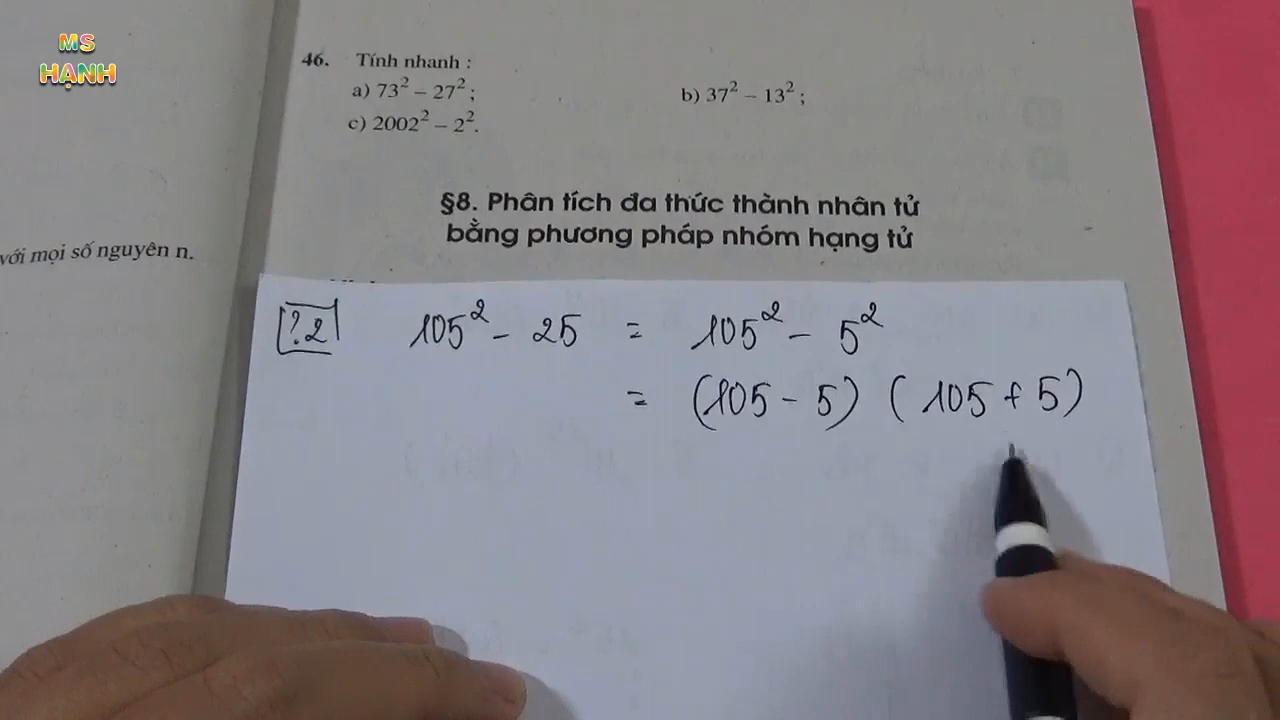 MS
HẠNH
46. Tính nhanh :
a) 73² – 27² ; b) 37² – 13² ;
c) 2002² – 2².
§8. Phân tích đa thức thành nhân tử
bằng phương pháp nhóm hạng tử
với mọi số nguyên n.
?2 105² - 25 = 105² - 5²
= (105 - 5) (105 + 5)